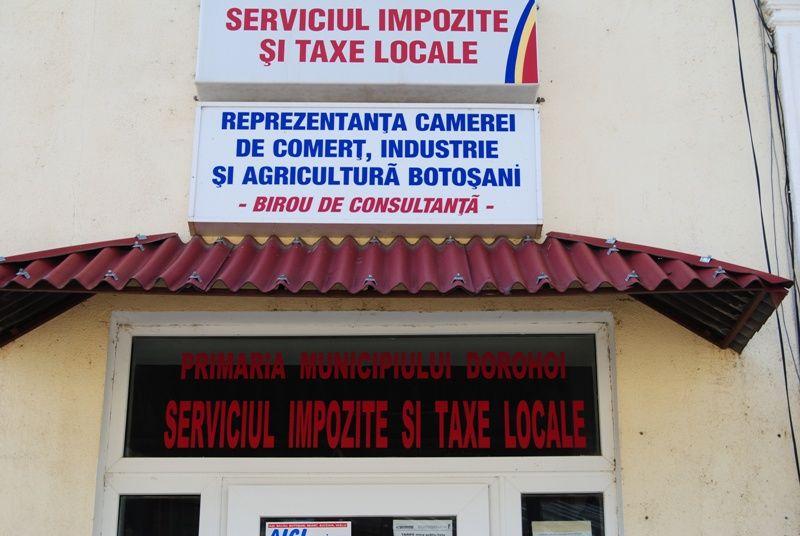 SERVICIUL IMPOZITE
ŞI TAXE LOCALE
REPREZENTANŢA CAMEREI
DE COMERŢ, INDUSTRIE
ŞI AGRICULTURĂ BOTOŞANI
- BIROU DE CONSULTANŢĂ -
PRIMARIA MUNICIPIULUI DOROHOI
SERVICIUL IMPOZITE SI TAXE LOCALE
AICI